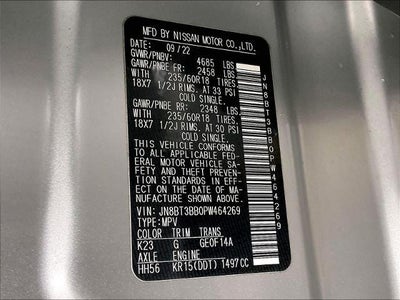 MFD BY NISSAN MOTOR CO.,LTD.
DATE: 09/22
GVWR/PNBV: 4685 LBS
GAWR/PNBE FR: 2458 LBS
WITH 235/60R18 TIRES,
18X7 1/2J RIMS, AT 33 PSI
COLD SINGLE.
GAWR/PNBE RR: 2348 LBS
WITH 235/60R18 TIRES,
18X7 1/2J RIMS, AT 30 PSI
COLD SINGLE.
THIS VEHICLE CONFORMS
TO ALL APPLICABLE FED-
ERAL MOTOR VEHICLE SA-
FETY AND THEFT PREVEN-
TION STANDARDS IN EFF-
ECT ON THE DATE OF MA-
NUFACTURE SHOWN ABOVE.
VIN:JN8BT3BB0PW464269
TYPE:MPV
COLOR TRIM TRANS
K23 G GE0F14A
AXLE ENGINE
HH56 KR15(DDT) 1497CC
JN8BT3BB0PW464269